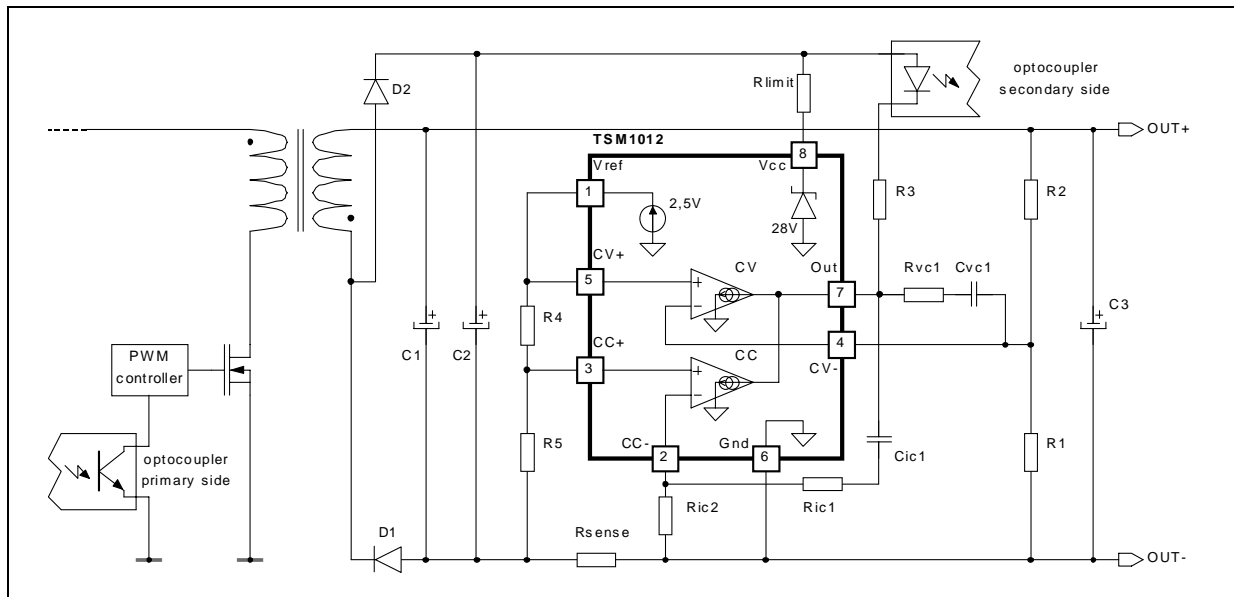 D2
Rlimit
optocoupler
secondary side
OUT+
TSM1012
Vref
Vcc
8
1
2,5V
28V
R3
R2
CV+
5
CV
Out
7
Rvc1
Cvc1
R4
C1
C2
C3
CC+
3
CC
4
CV-
PWM
controller
CC-
Gnd
2
6
R5
Cic1
R1
optocoupler
primary side
Ric2
Ric1
D1
Rsense
OUT-
+
+
+
+
-
+
-